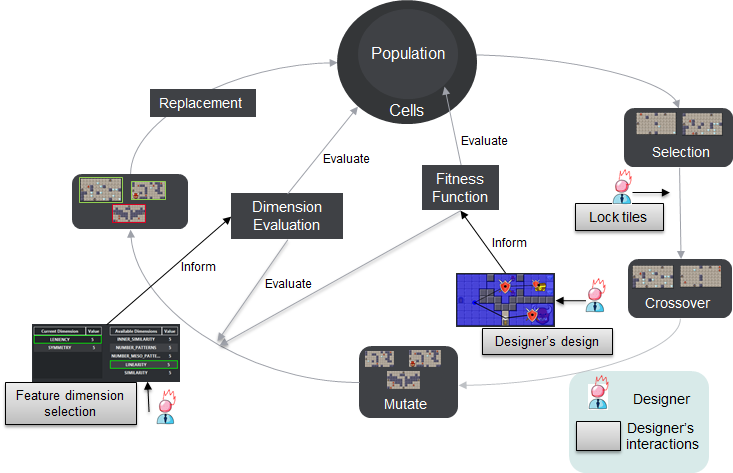 Population
Cells
Replacement
Selection
Evaluate
Evaluate
Fitness
Function
Dimension
Evaluation
Lock tiles
Inform
Inform
Evaluate
Crossover
Current Dimension Value
LENIENCY 5
SYMMETRY 5
Available Dimensions Value
INNER_SIMILARITY 5
NUMBER_PATTERNS 5
NUMBER_MESO_PATTE... 5
LINEARITY 5
SIMILARITY 5
Designer's design
Feature dimension
selection
Mutate
Designer
Designer's
interactions